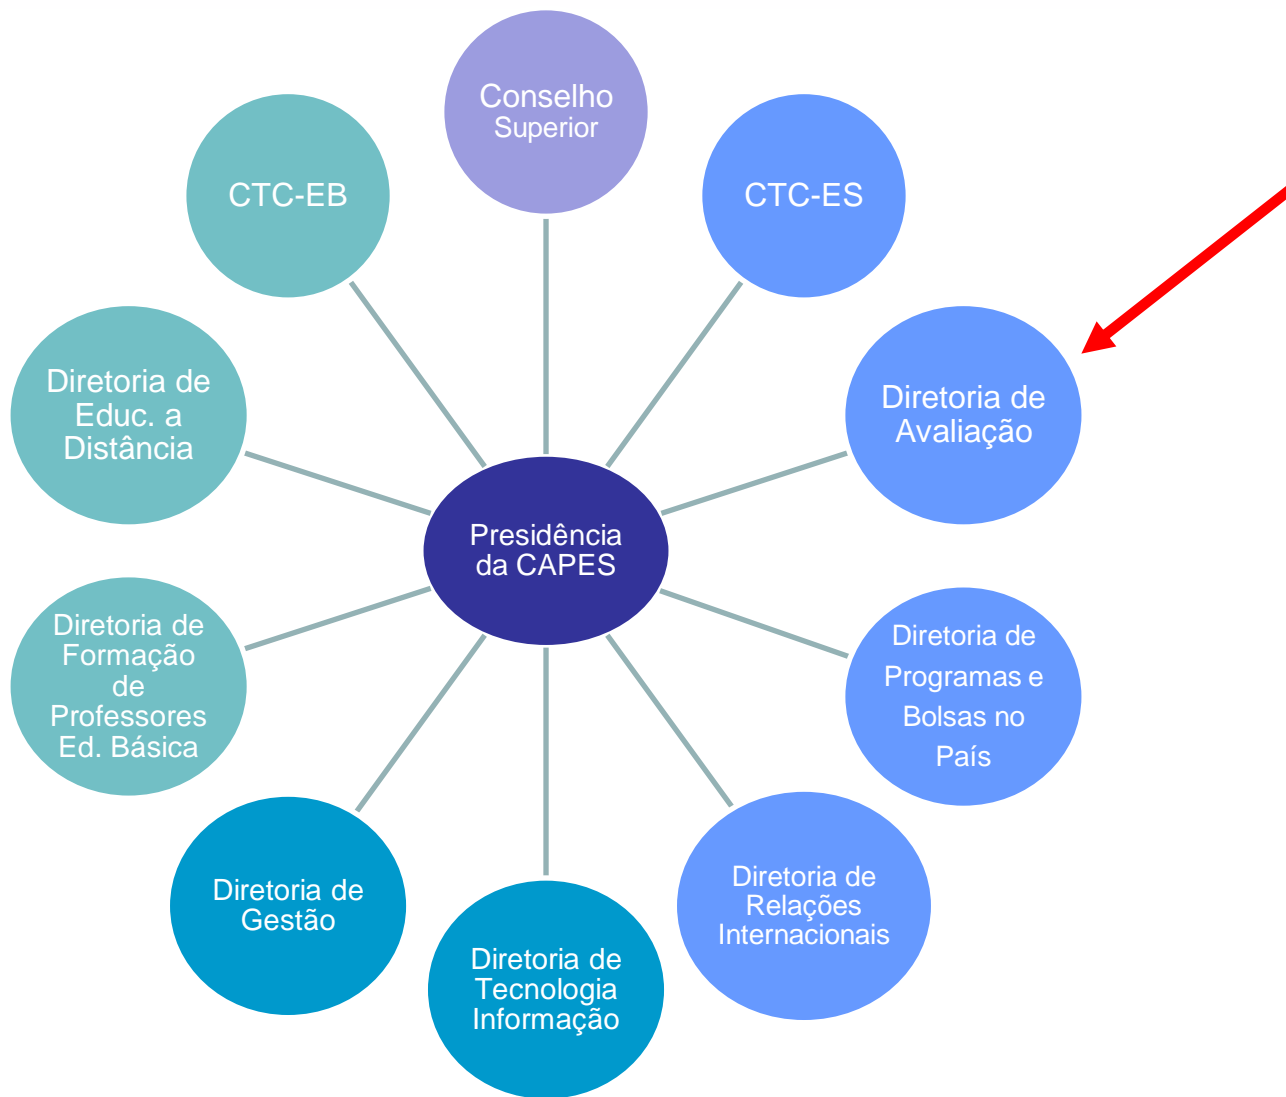 Conselho
Superior
CTC-EB
CTC-ES
Diretoria de
Educ. a
Distância
Diretoria de
Avaliação
Presidência
da CAPES
Diretoria de
Formação
de
Professores
Ed. Básica
Diretoria de
Programas e
Bolsas no
País
Diretoria de
Gestão
Diretoria de
Tecnologia
Informação
Diretoria de
Relações
Internacionais